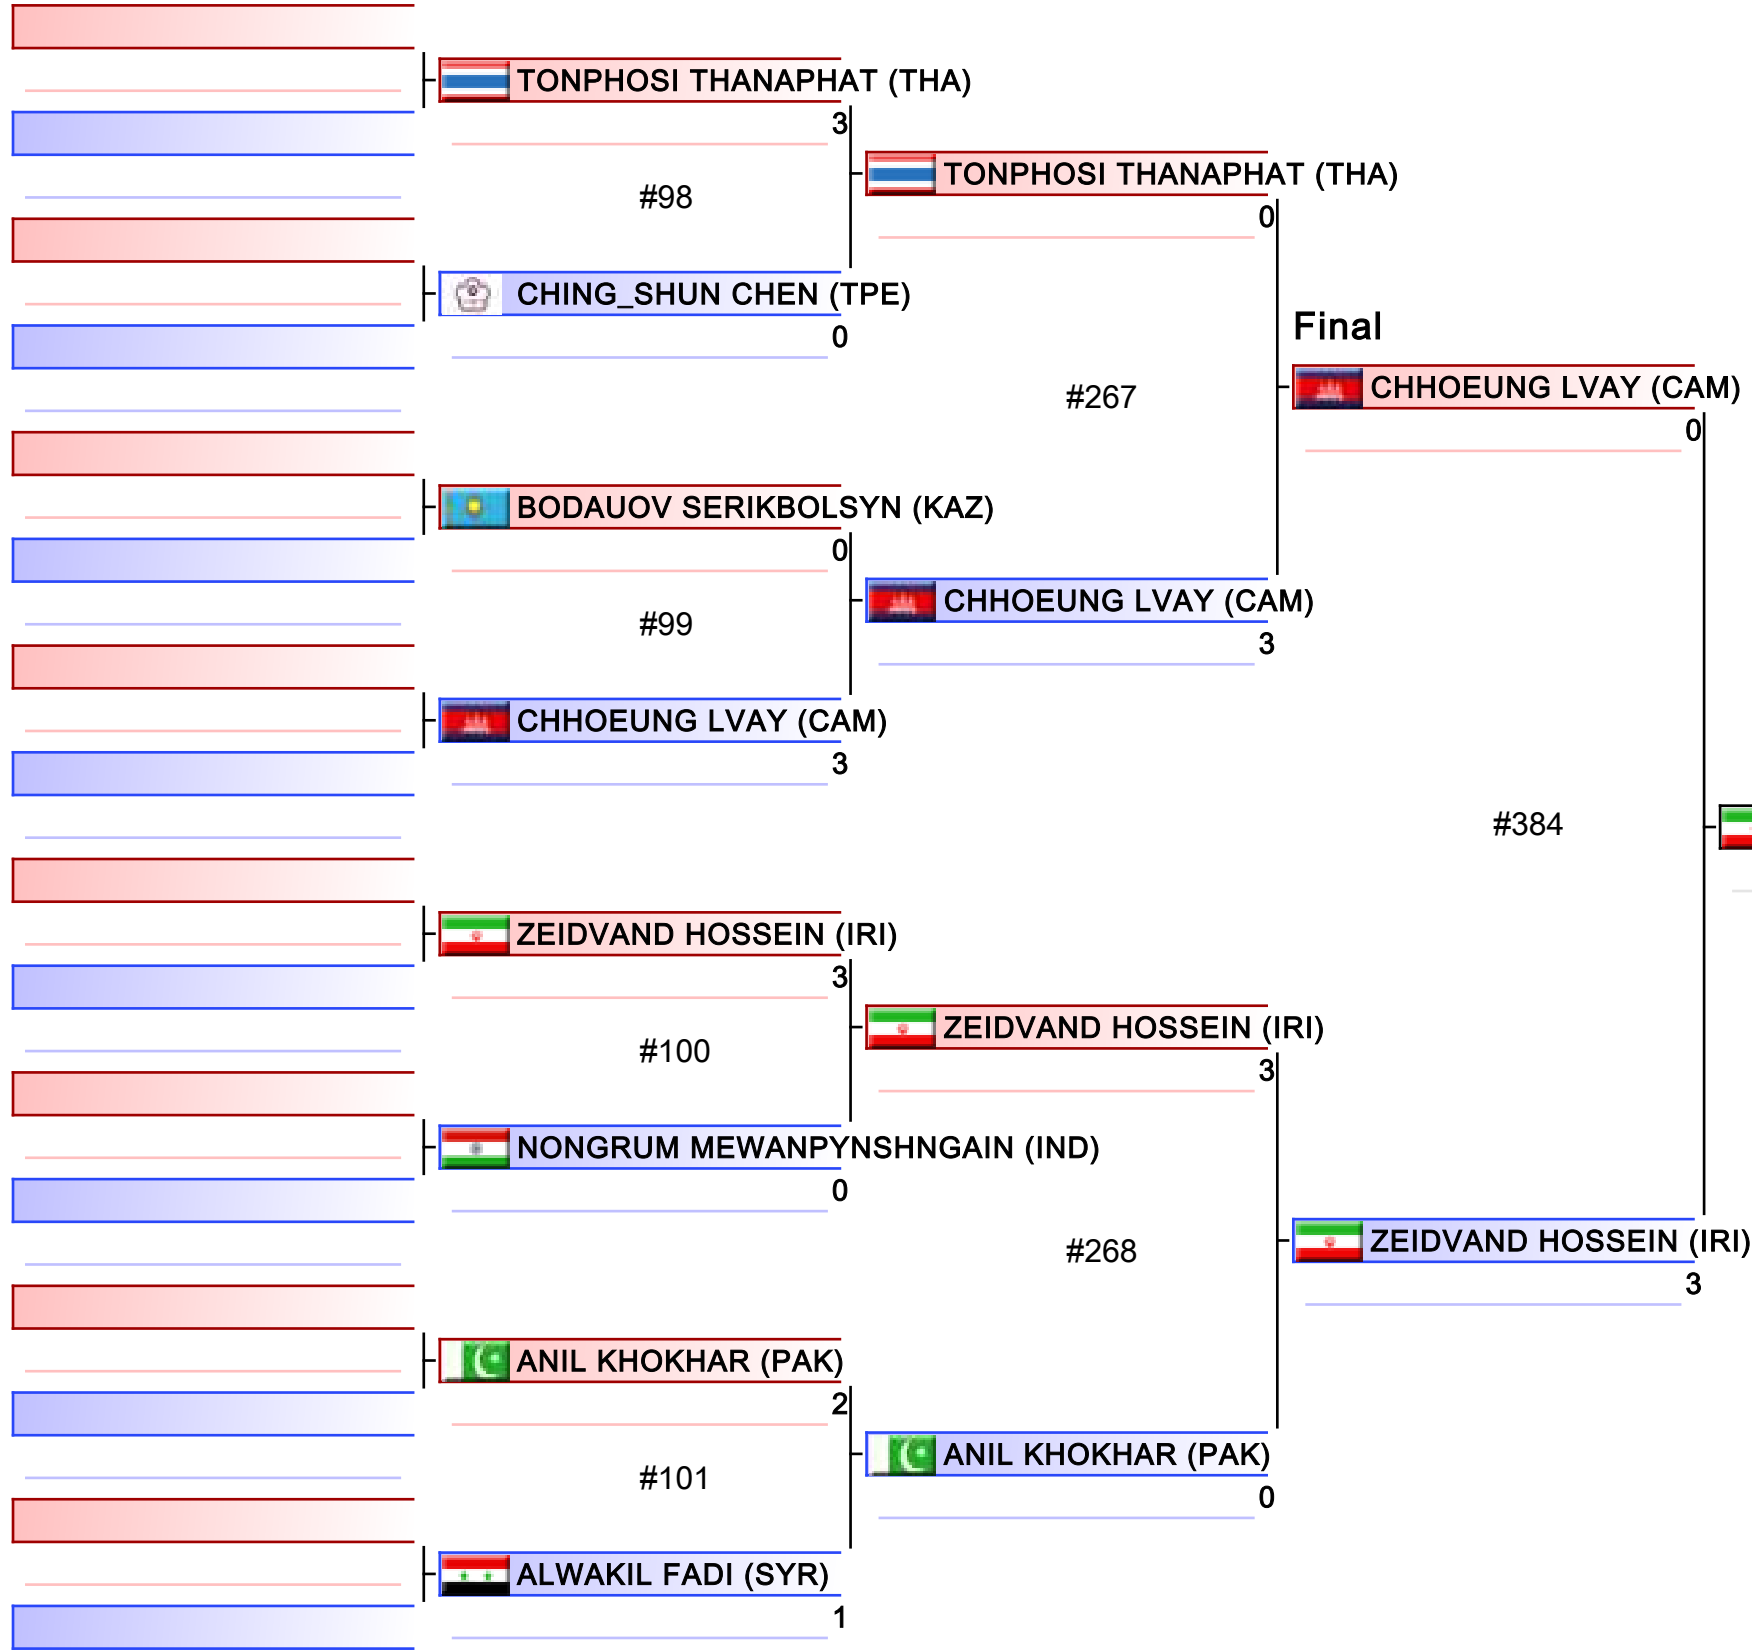 TONPHOSI THANAPHAT (THA)
3
#98
CHING_SHUN CHEN (TPE)
0
BODAUOV SERIKBOLSYN (KAZ)
0
#99
CHHOEUNG LVAY (CAM)
3
ZEIDVAND HOSSEIN (IRI)
3
#100
NONGRUM MEWANPYNSHNGAIN (IND)
0
ANIL KHOKHAR (PAK)
2
#101
ALWAKIL FADI (SYR)
1
TONPHOSI THANAPHAT (THA)
0
#267
CHHOEUNG LVAY (CAM)
3
ZEIDVAND HOSSEIN (IRI)
3
#268
ANIL KHOKHAR (PAK)
0
Final
CHHOEUNG LVAY (CAM)
0
#384
ZEIDVAND HOSSEIN (IRI)
3